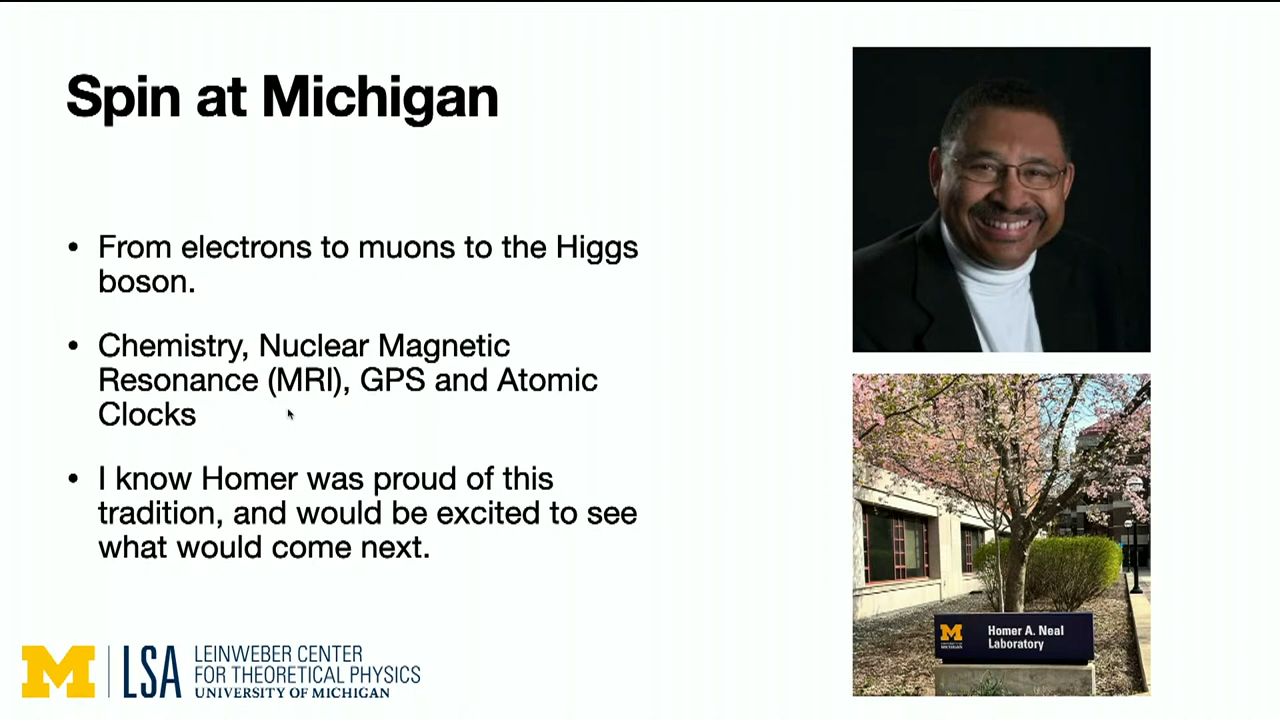 Spin at Michigan
• From electrons to muons to the Higgs
boson.
• Chemistry, Nuclear Magnetic
Resonance (MRI), GPS and Atomic
Clocks
• I know Homer was proud of this
tradition, and would be excited to see
what would come next.
M
Homer A. Neal
Laboratory
M LSA
LEINWEBER CENTER
FOR THEORETICAL PHYSICS
UNIVERSITY OF MICHIGAN